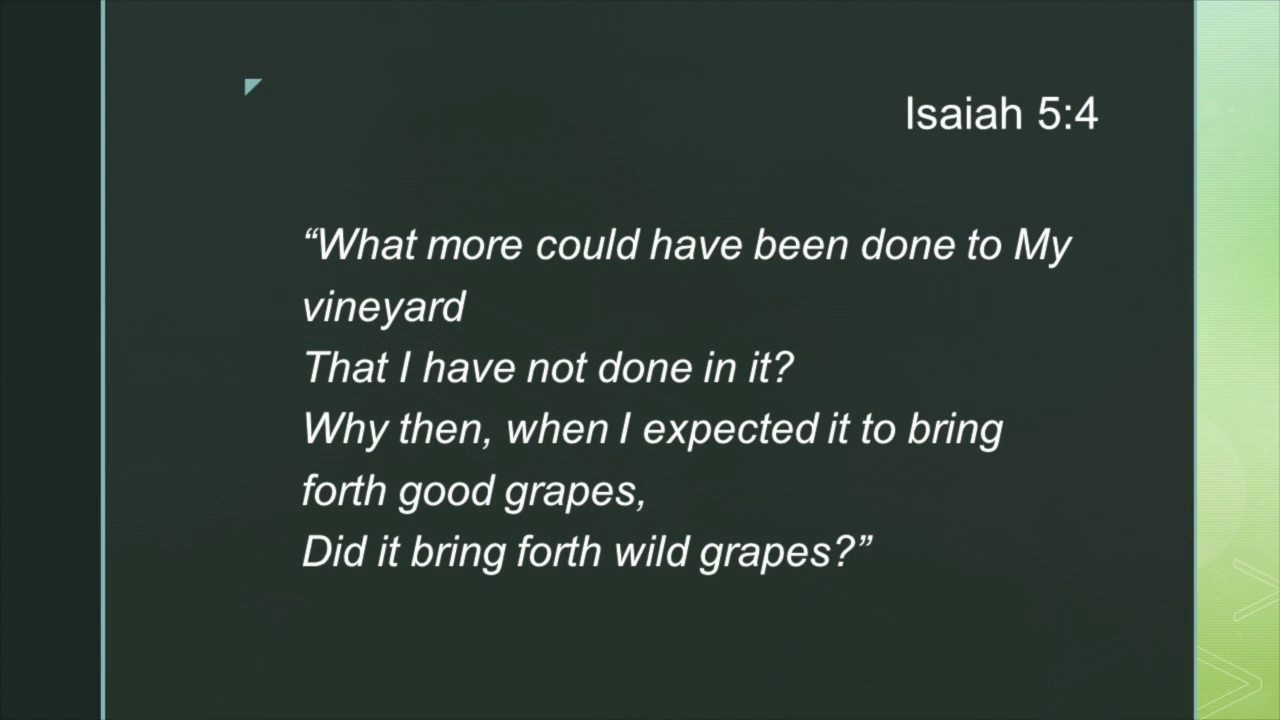 Isaiah 5:4
“What more could have been done to My
vineyard
That I have not done in it?
Why then, when I expected it to bring
forth good grapes,
Did it bring forth wild grapes?”